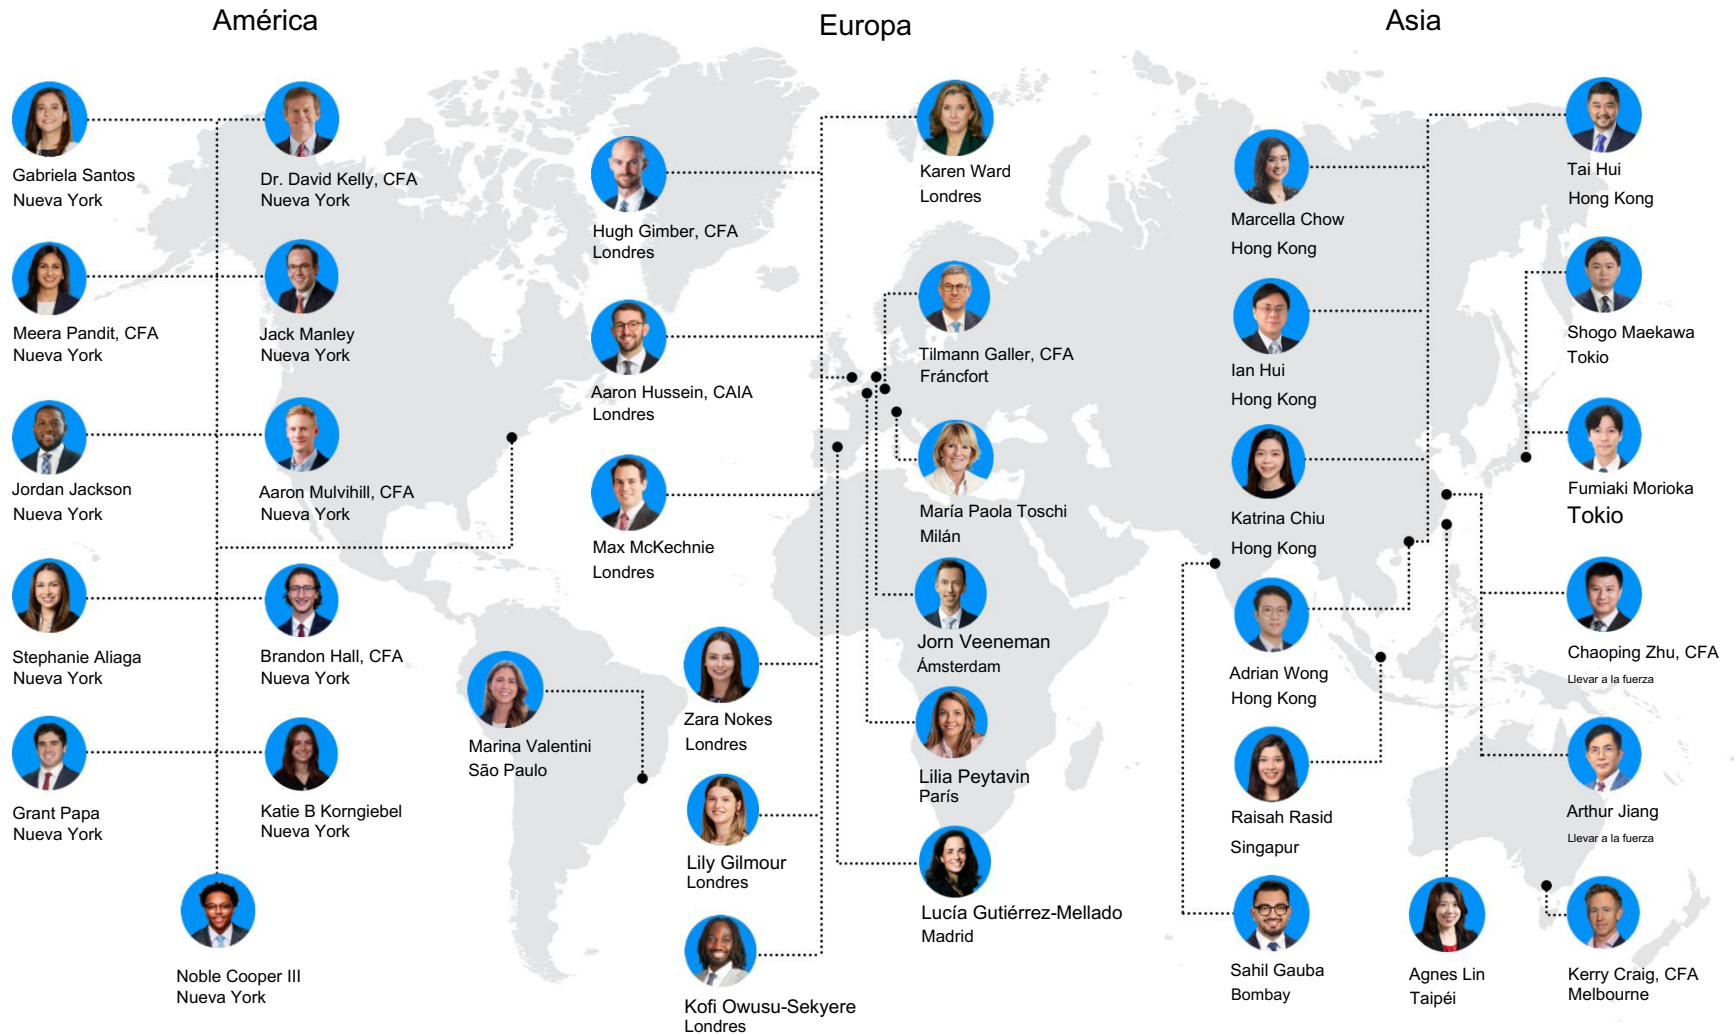 América
Europa
Asia
Gabriela Santos
Nueva York
Dr. David Kelly, CFA
Nueva York
Meera Pandit, CFA
Nueva York
Jack Manley
Nueva York
Jordan Jackson
Nueva York
Aaron Mulvihill, CFA
Nueva York
Stephanie Aliaga
Nueva York
Brandon Hall, CFA
Nueva York
Grant Papa
Nueva York
Katie B Korngiebel
Nueva York
Noble Cooper III
Nueva York
Marina Valentini
São Paulo
Hugh Gimber, CFA
Londres
Aaron Hussein, CAIA
Londres
Max McKechnie
Londres
Zara Nokes
Londres
Lily Gilmour
Londres
Kofi Owusu-Sekyere
Londres
Karen Ward
Londres
Tilmann Galler, CFA
Fráncfort
María Paola Toschi
Milán
Jorn Veeneman
Ámsterdam
Lilia Peytavin
París
Lucía Gutiérrez-Mellado
Madrid
Marcella Chow
Hong Kong
Ian Hui
Hong Kong
Katrina Chiu
Hong Kong
Adrian Wong
Hong Kong
Raisah Rasid
Singapur
Sahil Gauba
Bombay
Agnes Lin
Taipéi
Tai Hui
Hong Kong
Shogo Maekawa
Tokio
Fumiaki Morioka
Tokio
Chaoping Zhu, CFA
Llevar a la fuerza
Arthur Jiang
Llevar a la fuerza
Kerry Craig, CFA
Melbourne